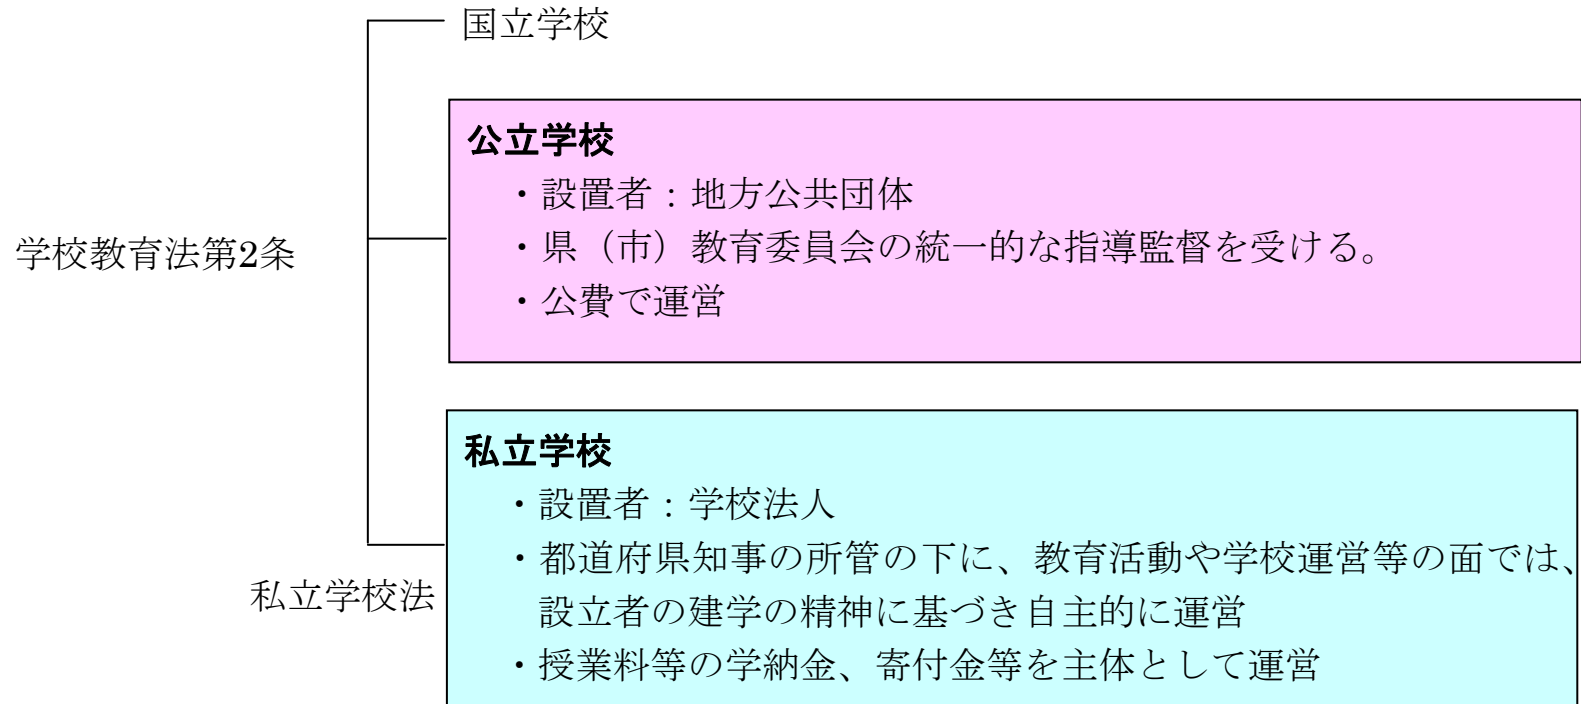 国立学校
公立学校
・設置者：地方公共団体
・県（市）教育委員会の統一的な指導監督を受ける。
・公費で運営
学校教育法第2条
私立学校
・設置者：学校法人
・都道府県知事の所管の下に、教育活動や学校運営等の面では、
設立者の建学の精神に基づき自主的に運営
・授業料等の学納金、寄付金等を主体として運営
私立学校法